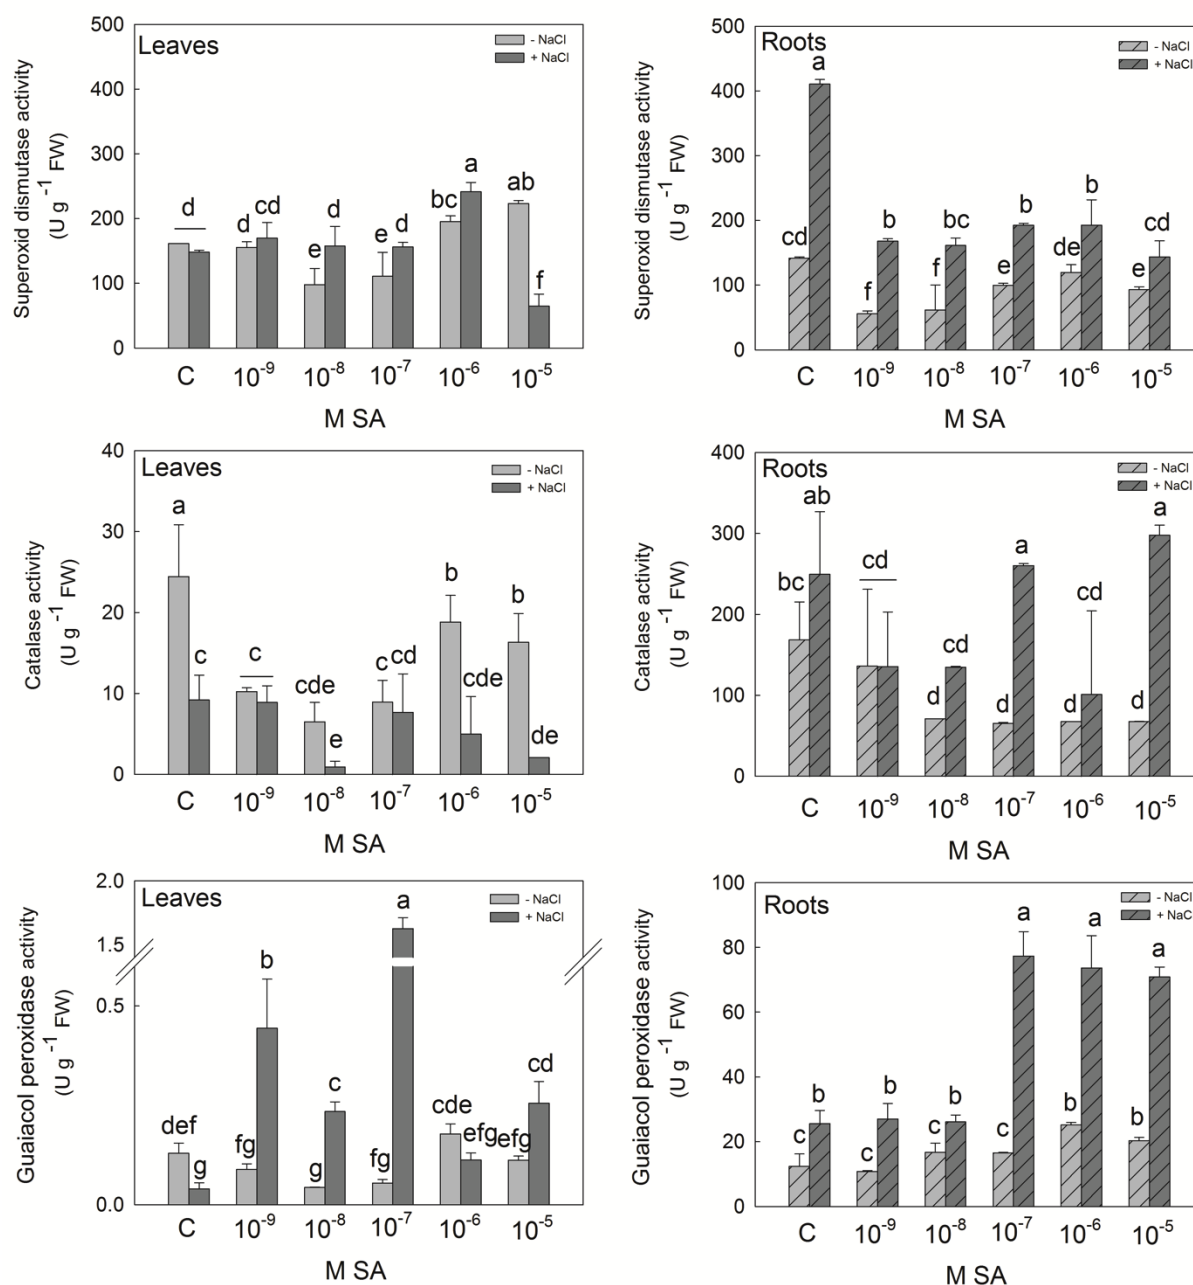 Leaves
- NaCl
+ NaCl
Superoxid dismutase activity
(U g⁻¹ FW)
500
400
300
200
100
0
d
d
cd
e
d
e
d
bc
a
ab
f
C
10⁻⁹
10⁻⁸
10⁻⁷
10⁻⁶
10⁻⁵
M SA
Roots
- NaCl
+ NaCl
Superoxid dismutase activity
(U g⁻¹ FW)
500
400
300
200
100
0
cd
a
f
b
f
bc
e
b
de
b
e
cd
C
10⁻⁹
10⁻⁸
10⁻⁷
10⁻⁶
10⁻⁵
M SA
Leaves
- NaCl
+ NaCl
Catalase activity
(U g⁻¹ FW)
40
30
20
10
0
a
c
c
cde
e
c
cd
b
cde
b
de
C
10⁻⁹
10⁻⁸
10⁻⁷
10⁻⁶
10⁻⁵
M SA
Roots
- NaCl
+ NaCl
Catalase activity
(U g⁻¹ FW)
400
300
200
100
0
bc
ab
cd
d
cd
d
a
d
cd
d
a
C
10⁻⁹
10⁻⁸
10⁻⁷
10⁻⁶
10⁻⁵
M SA
Leaves
- NaCl
+ NaCl
Guaiacol peroxidase activity
(U g⁻¹ FW)
2.0
1.5
0.5
0.0
def
g
fg
b
g
c
fg
a
cde
efg
efg
cd
C
10⁻⁹
10⁻⁸
10⁻⁷
10⁻⁶
10⁻⁵
M SA
Roots
- NaCl
+ NaCl
Guaiacol peroxidase activity
(U g⁻¹ FW)
100
80
60
40
20
0
c
b
c
b
c
b
c
a
b
a
b
a
C
10⁻⁹
10⁻⁸
10⁻⁷
10⁻⁶
10⁻⁵
M SA